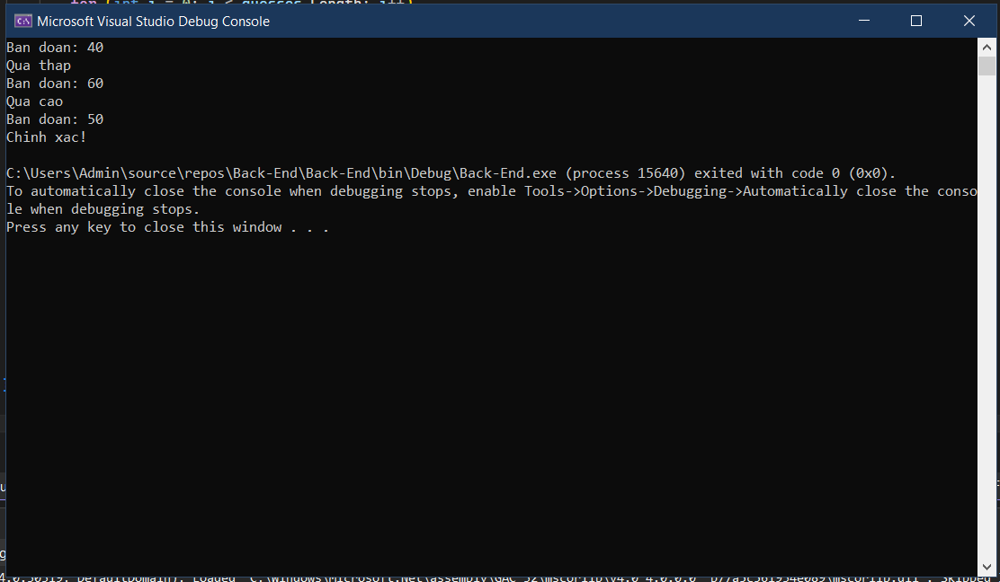 Microsoft Visual Studio Debug Console
Ban doan: 40
Qua thap
Ban doan: 60
Qua cao
Ban doan: 50
Chinh xac!
C:\Users\Admin\source\repos\Back-End\Back-End\bin\Debug\Back-End.exe (process 15640) exited with code 0 (0x0).
To automatically close the console when debugging stops, enable Tools->Options->Debugging->Automatically close the conso
le when debugging stops.
Press any key to close this window . . .